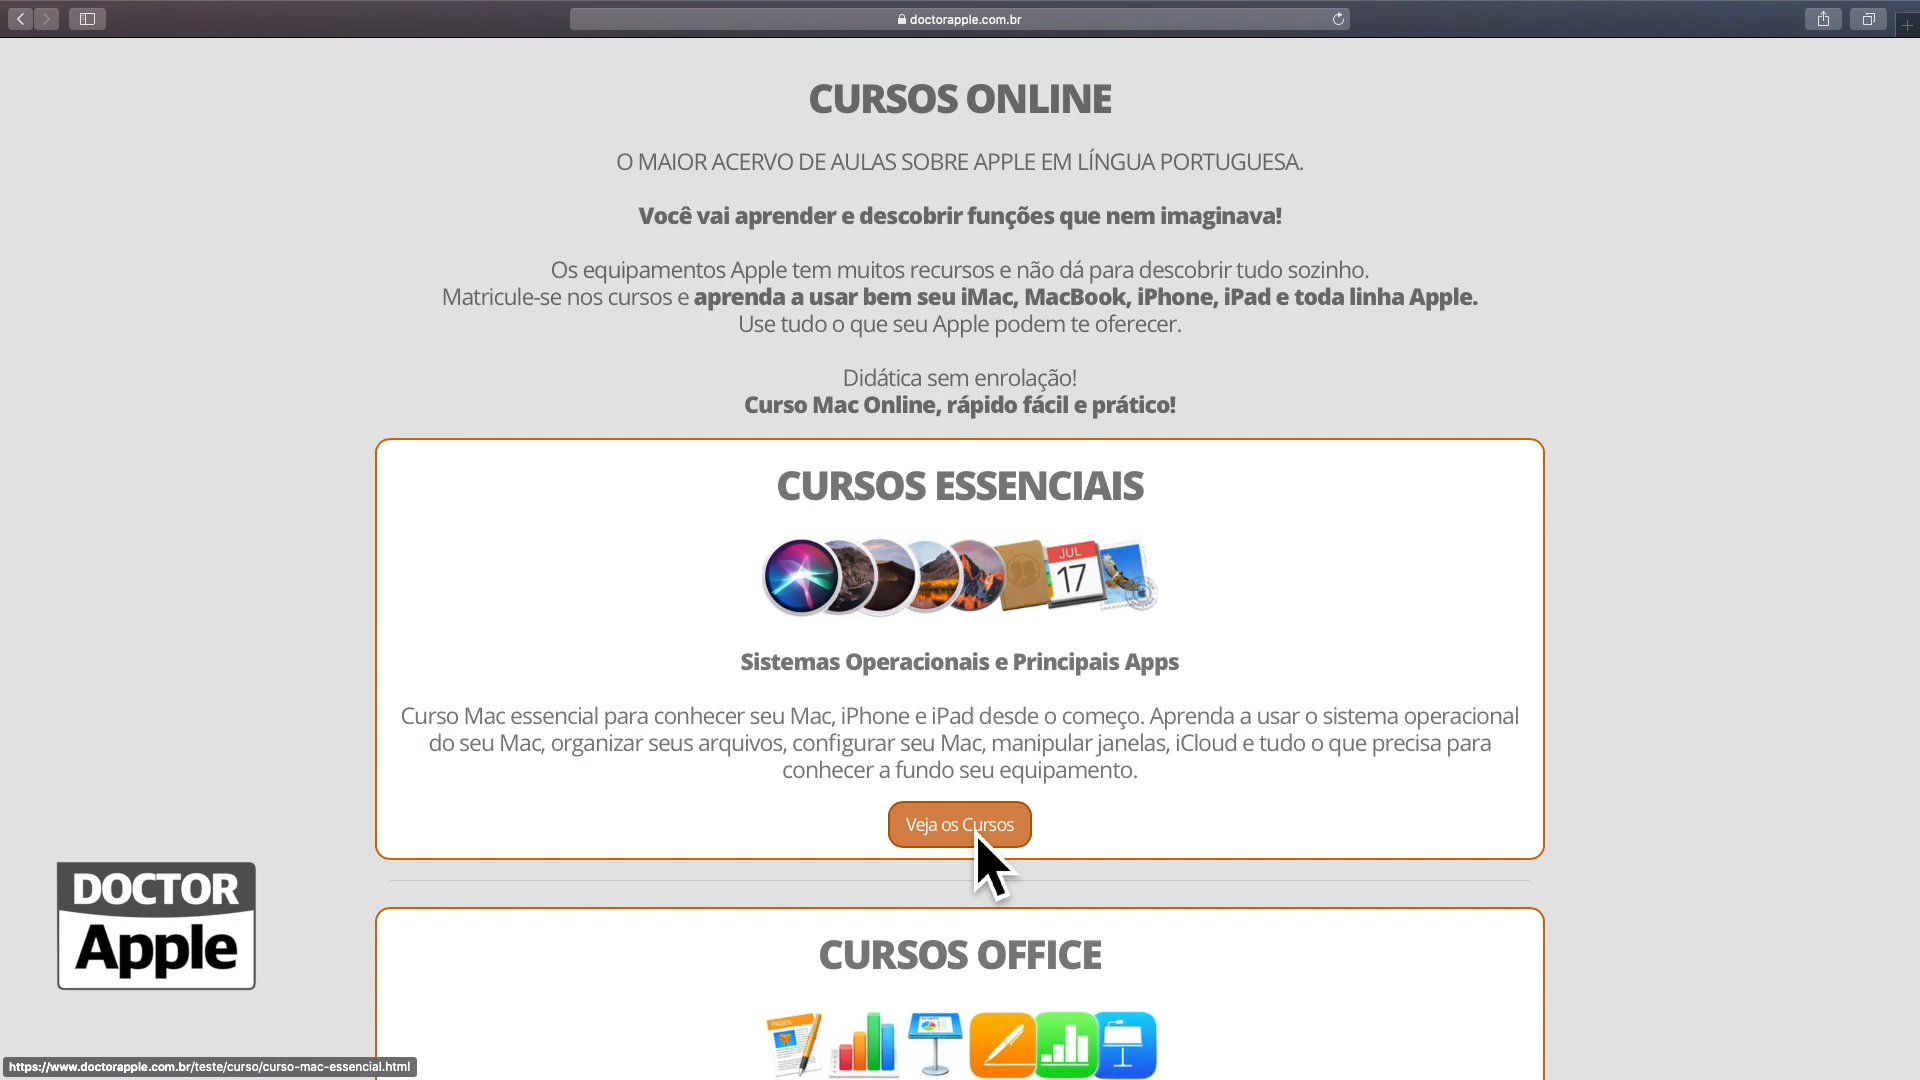 doctorapple.com.br
CURSOS ONLINE
O MAIOR ACERVO DE AULAS SOBRE APPLE EM LÍNGUA PORTUGUESA.
Você vai aprender e descobrir funções que nem imaginava!
Os equipamentos Apple tem muitos recursos e não dá para descobrir tudo sozinho.
Matricule-se nos cursos e aprenda a usar bem seu iMac, MacBook, iPhone, iPad e toda linha Apple.
Use tudo o que seu Apple podem te oferecer.
Didática sem enrolação!
Curso Mac Online, rápido fácil e prático!
CURSOS ESSENCIAIS
JUL
17
Sistemas Operacionais e Principais Apps
Curso Mac essencial para conhecer seu Mac, iPhone e iPad desde o começo. Aprenda a usar o sistema operacional
do seu Mac, organizar seus arquivos, configurar seu Mac, manipular janelas, iCloud e tudo o que precisa para
conhecer a fundo seu equipamento.
Veja os Cursos
DOCTOR
Apple
CURSOS OFFICE
PAGES
https://www.doctorapple.com.br/teste/curso/curso-mac-essencial.html